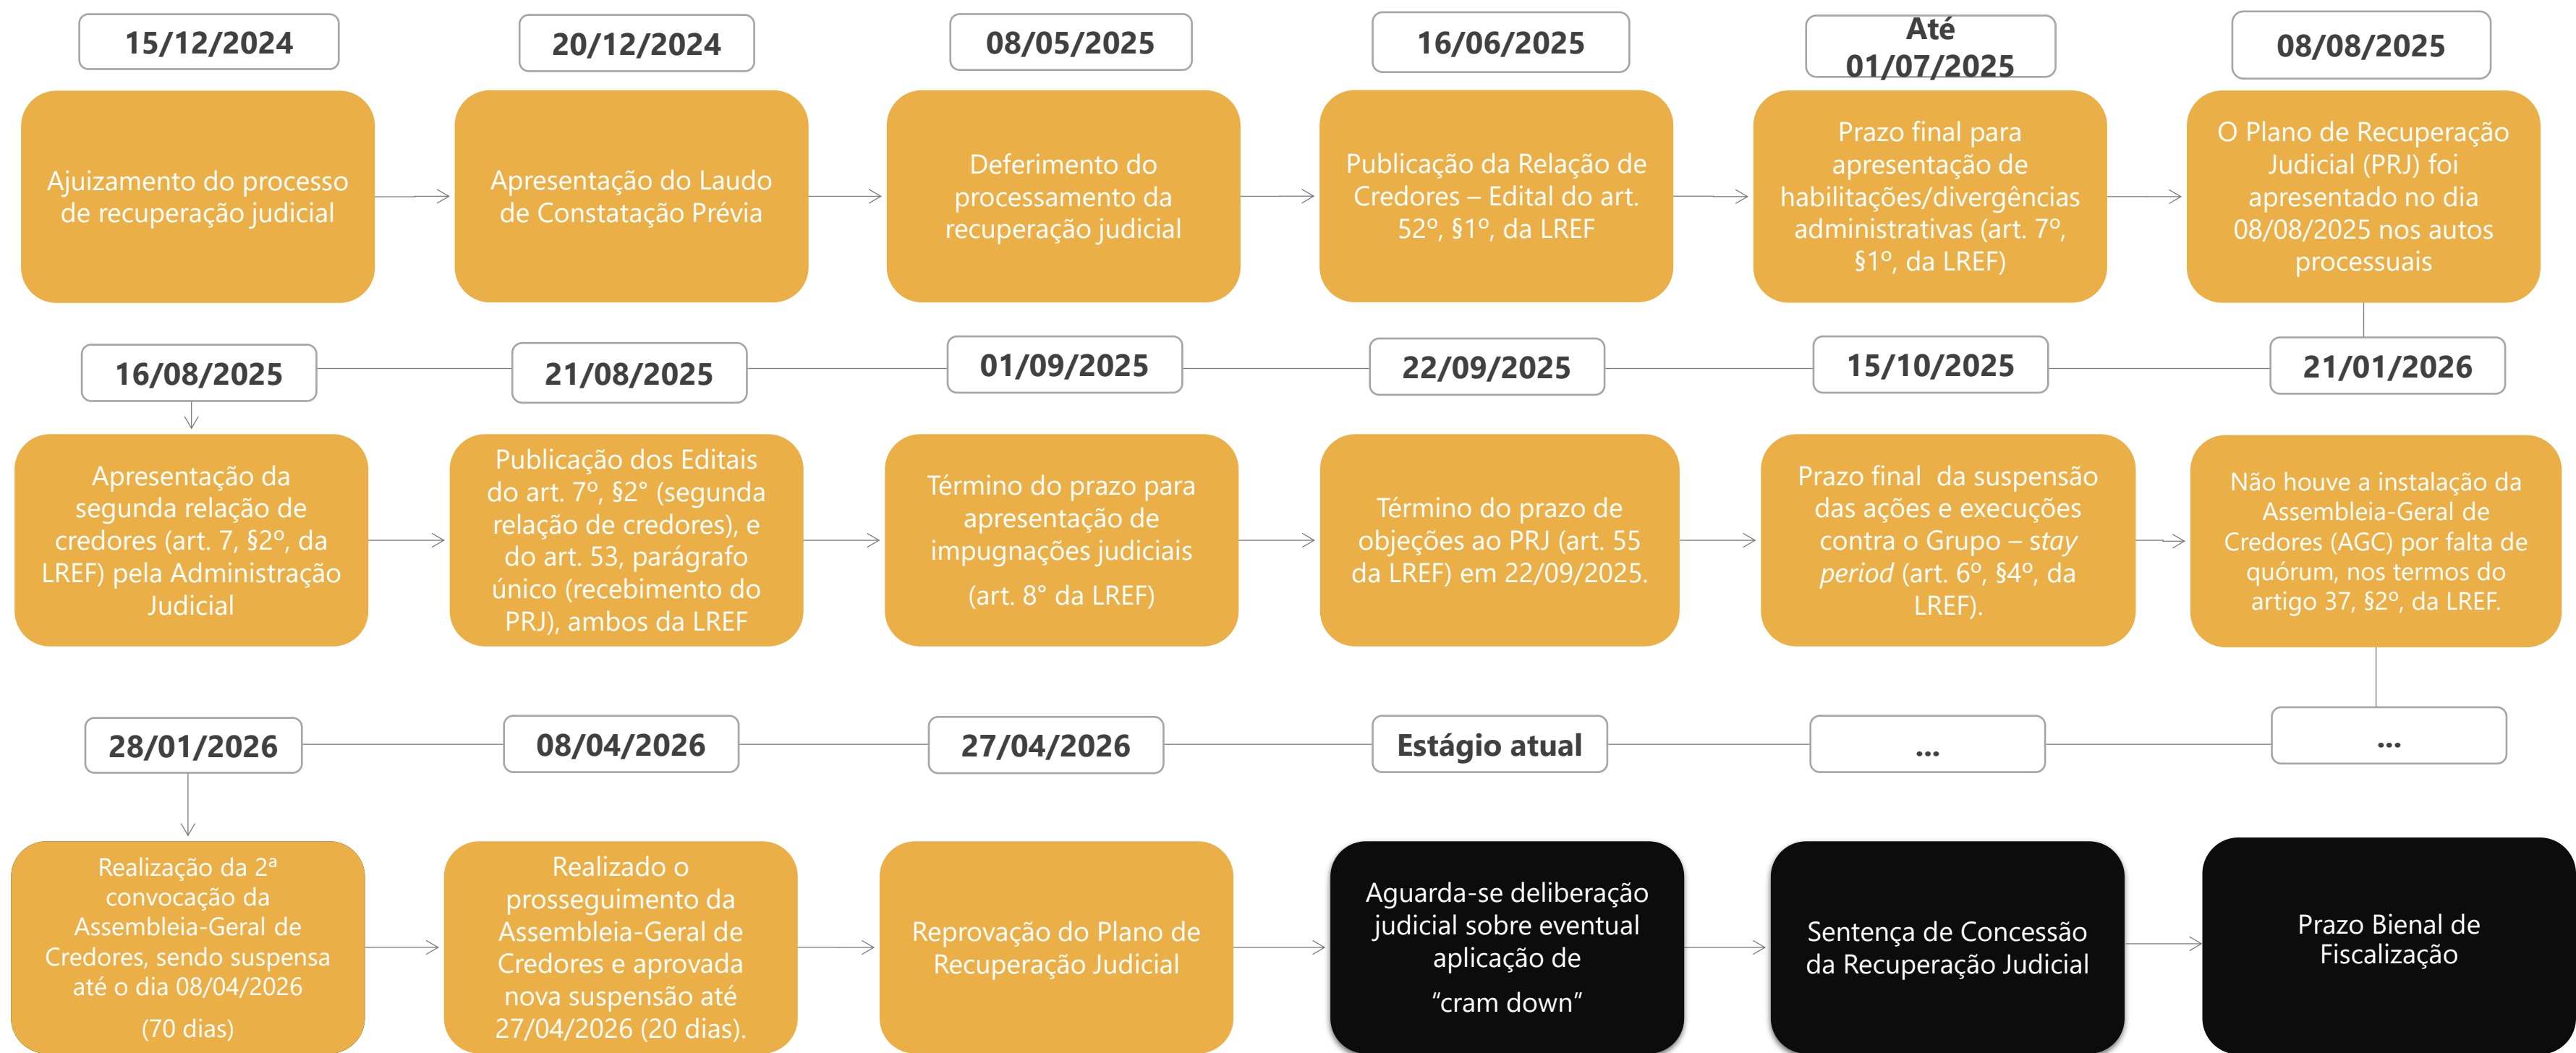 15/12/2024
Ajuizamento do processo
de recuperação judicial
20/12/2024
Apresentação do Laudo
de Constatação Prévia
08/05/2025
Deferimento do
processamento da
recuperação judicial
16/06/2025
Publicação da Relação de
Credores – Edital do art.
52º, §1º, da LREF
Até
01/07/2025
Prazo final para
apresentação de
habilitações/divergências
administrativas (art. 7º,
§1º, da LREF)
08/08/2025
O Plano de Recuperação
Judicial (PRJ) foi
apresentado no dia
08/08/2025 nos autos
processuais
16/08/2025
Apresentação da
segunda relação de
credores (art. 7, §2º, da
LREF) pela Administração
Judicial
21/08/2025
Publicação dos Editais
do art. 7º, §2° (segunda
relação de credores), e
do art. 53, parágrafo
único (recebimento do
PRJ), ambos da LREF
01/09/2025
Término do prazo para
apresentação de
impugnações judiciais
(art. 8° da LREF)
22/09/2025
Término do prazo de
objeções ao PRJ (art. 55
da LREF) em 22/09/2025.
15/10/2025
Prazo final  da suspensão
das ações e execuções
contra o Grupo – stay
period (art. 6º, §4º, da
LREF).
21/01/2026
Não houve a instalação da
Assembleia-Geral de
Credores (AGC) por falta de
quórum, nos termos do
artigo 37, §2º, da LREF.
28/01/2026
Realização da 2ª
convocação da
Assembleia-Geral de
Credores, sendo suspensa
até o dia 08/04/2026
(70 dias)
08/04/2026
Realizado o
prosseguimento da
Assembleia-Geral de
Credores e aprovada
nova suspensão até
27/04/2026 (20 dias).
27/04/2026
Reprovação do Plano de
Recuperação Judicial
Estágio atual
Aguarda-se deliberação
judicial sobre eventual
aplicação de
“cram down”
...
Sentença de Concessão
da Recuperação Judicial
...
Prazo Bienal de
Fiscalização